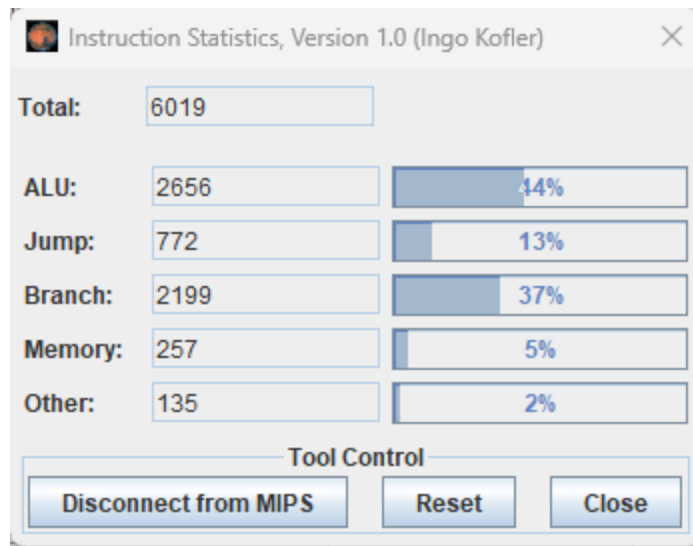 Instruction Statistics, Version 1.0 (Ingo Kofler)
Total: 6019
ALU: 2656 44%
Jump: 772 13%
Branch: 2199 37%
Memory: 257 5%
Other: 135 2%
Tool Control
Disconnect from MIPS Reset Close